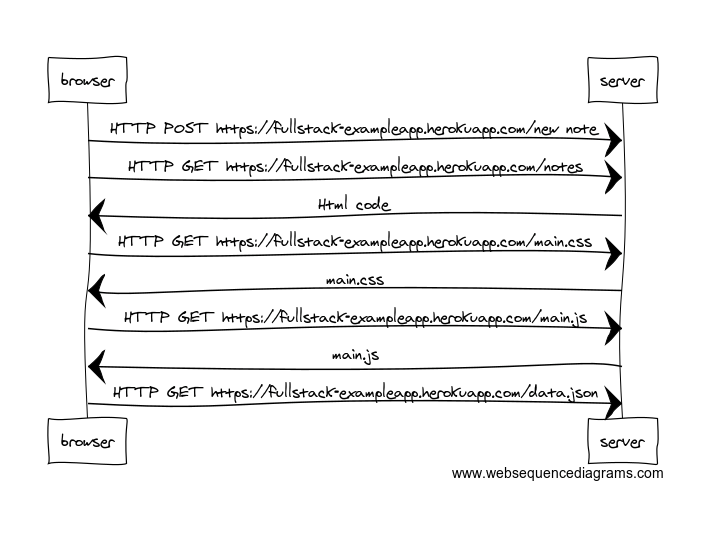 browser server
HTTP POST https://fullstack-exampleapp.herokuapp.com/new note
HTTP GET https://fullstack-exampleapp.herokuapp.com/notes
Html code
HTTP GET https://fullstack-exampleapp.herokuapp.com/main.css
main.css
HTTP GET https://fullstack-exampleapp.herokuapp.com/main.js
main.js
HTTP GET https://fullstack-exampleapp.herokuapp.com/data.json
browser server
www.websequencediagrams.com